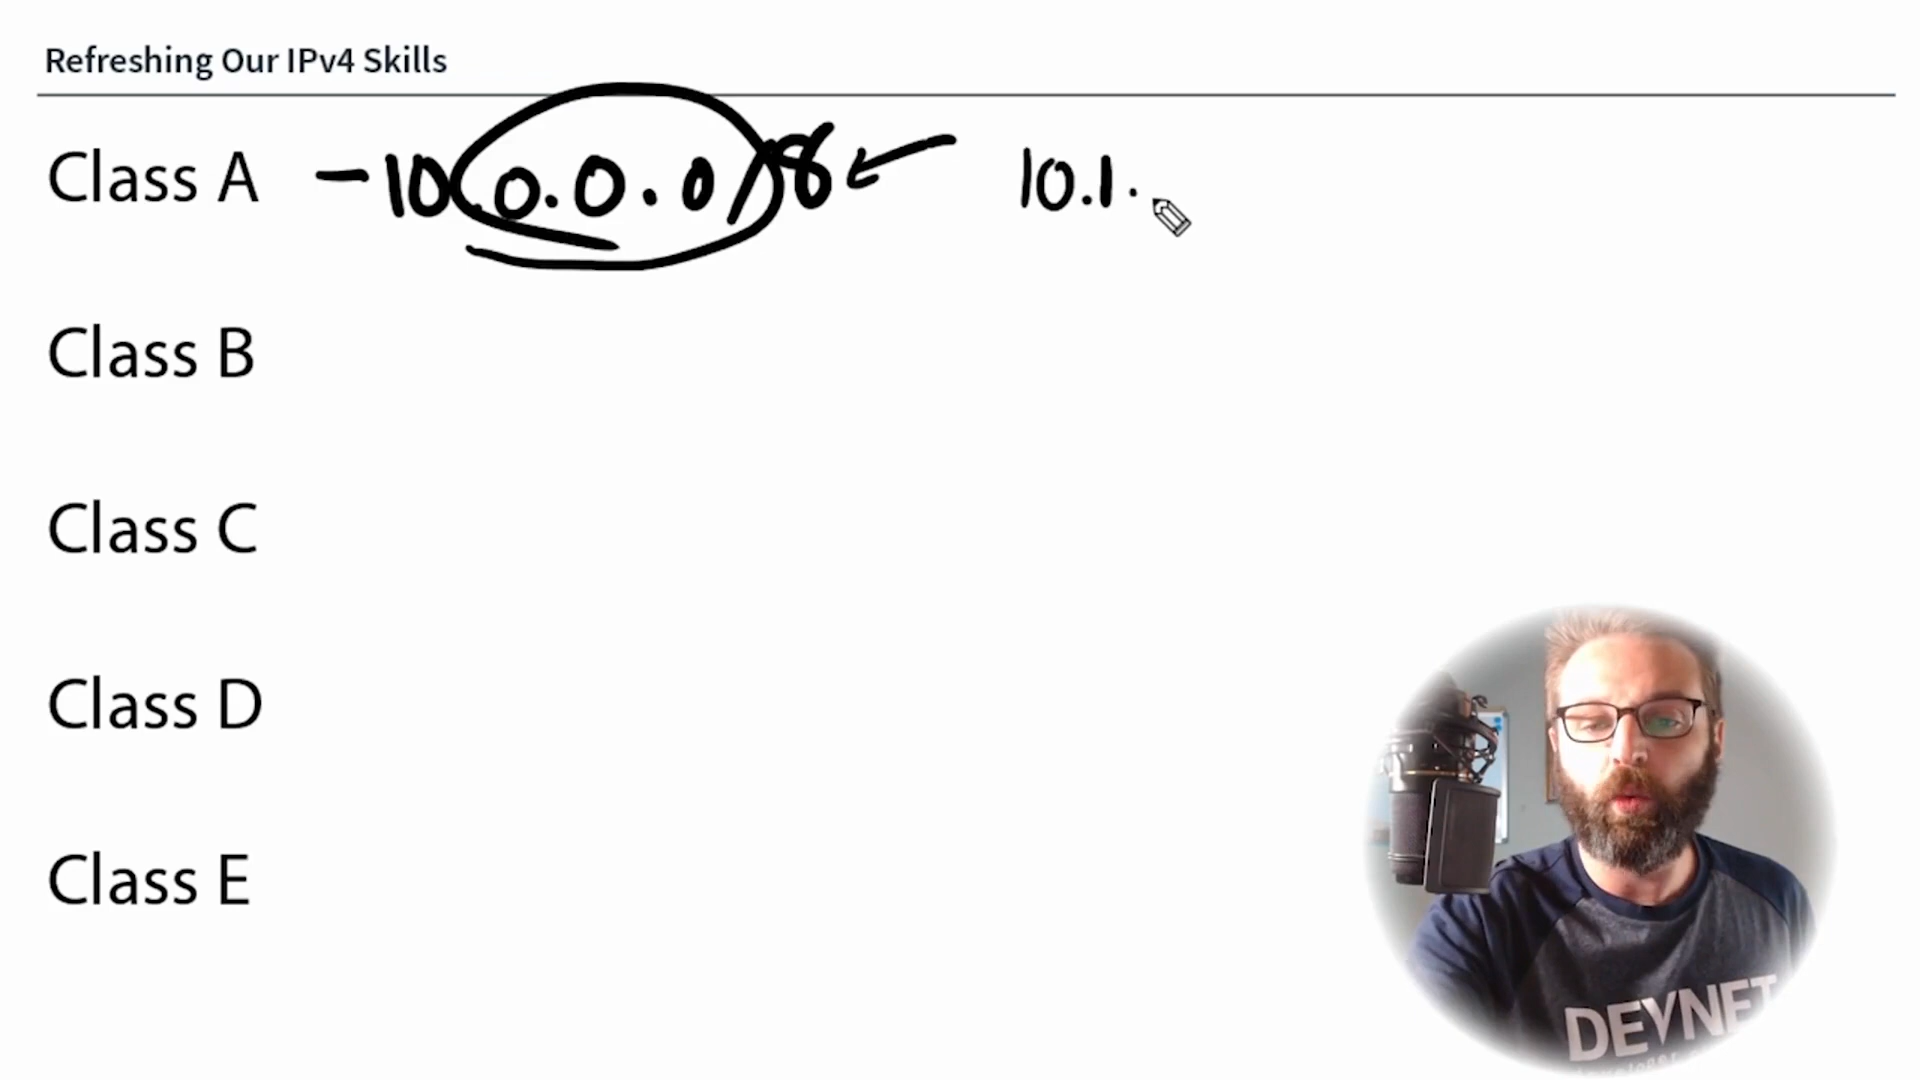 Refreshing Our IPv4 Skills
Class A - 10.0.0.0/8 10.1.
Class B
Class C
Class D
Class E
DEVNET